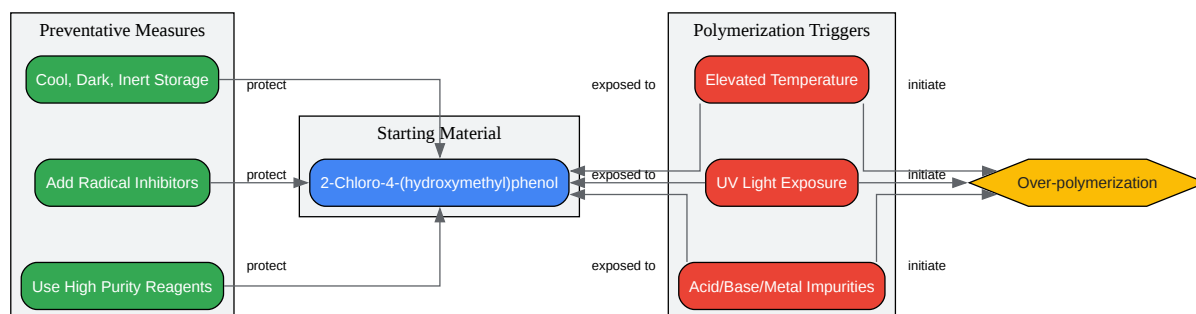 Preventative Measures
Polymerization Triggers
Cool, Dark, Inert Storage
protect
exposed to
Elevated Temperature
initiate
Starting Material
Add Radical Inhibitors
protect
2-Chloro-4-(hydroxymethyl)phenol
exposed to
UV Light Exposure
initiate
Over-polymerization
Use High Purity Reagents
protect
exposed to
Acid/Base/Metal Impurities
initiate